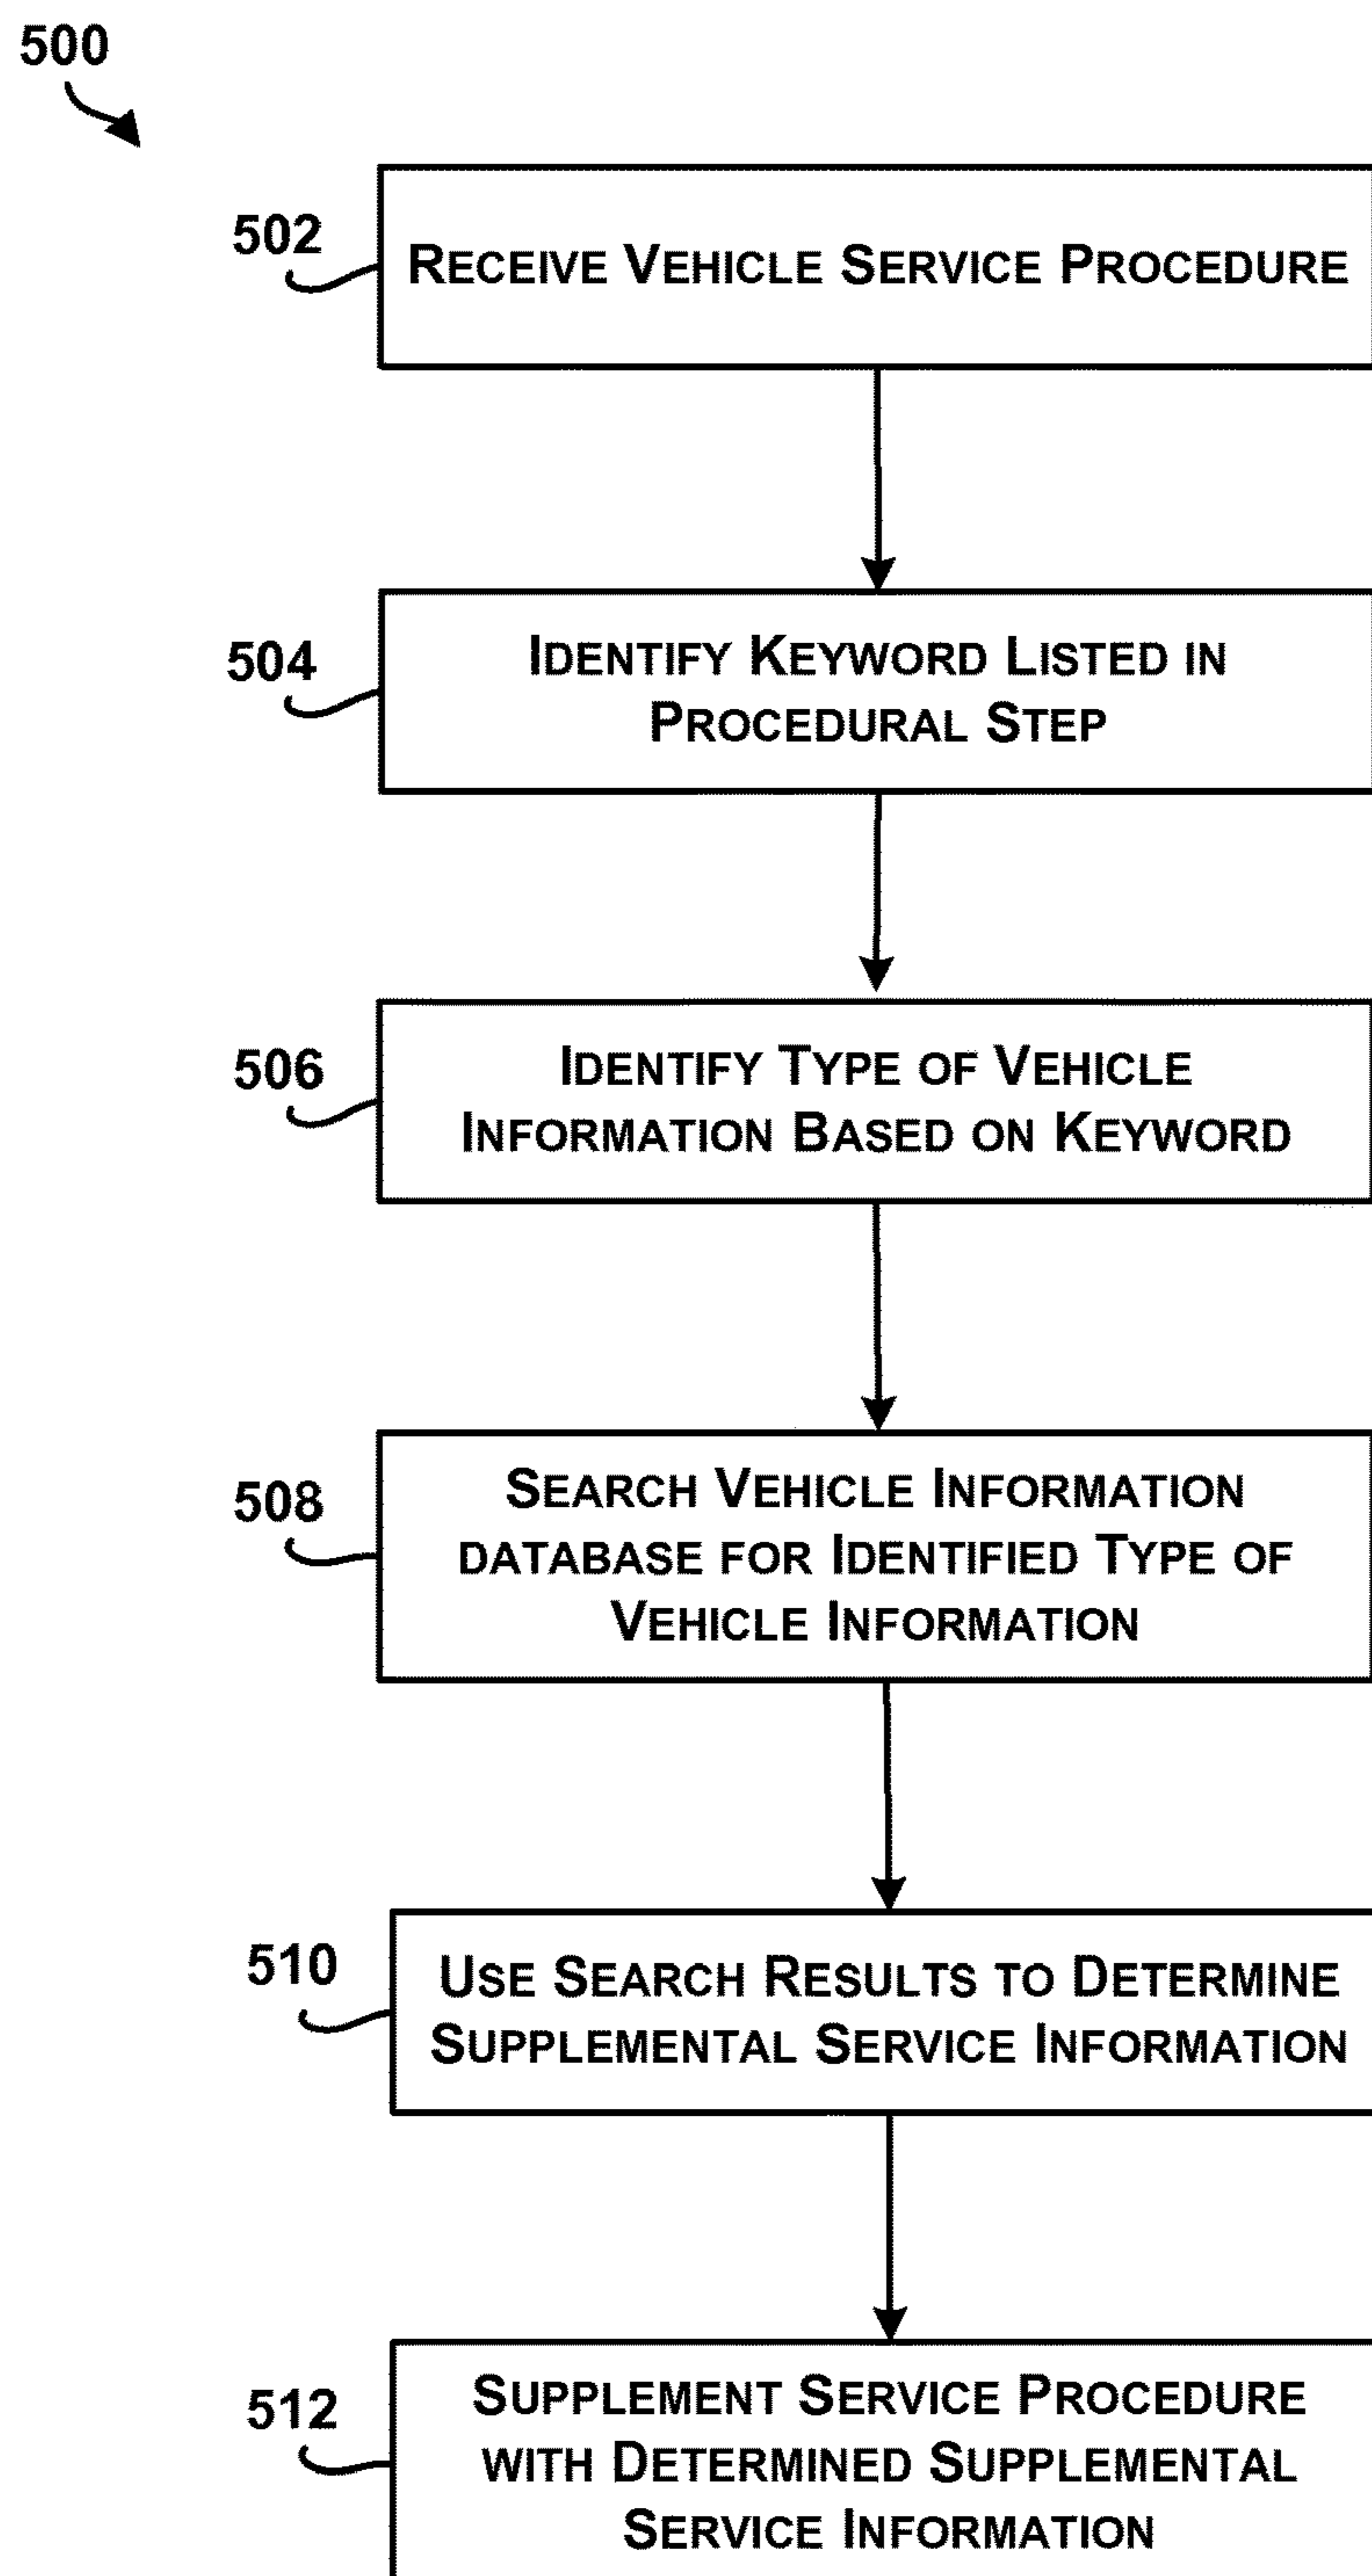 500
502
RECEIVE VEHICLE SERVICE PROCEDURE
504
IDENTIFY KEYWORD LISTED IN
PROCEDURAL STEP
506
IDENTIFY TYPE OF VEHICLE
INFORMATION BASED ON KEYWORD
508
SEARCH VEHICLE INFORMATION
DATABASE FOR IDENTIFIED TYPE OF
VEHICLE INFORMATION
510
USE SEARCH RESULTS TO DETERMINE
SUPPLEMENTAL SERVICE INFORMATION
512
SUPPLEMENT SERVICE PROCEDURE
WITH DETERMINED SUPPLEMENTAL
SERVICE INFORMATION